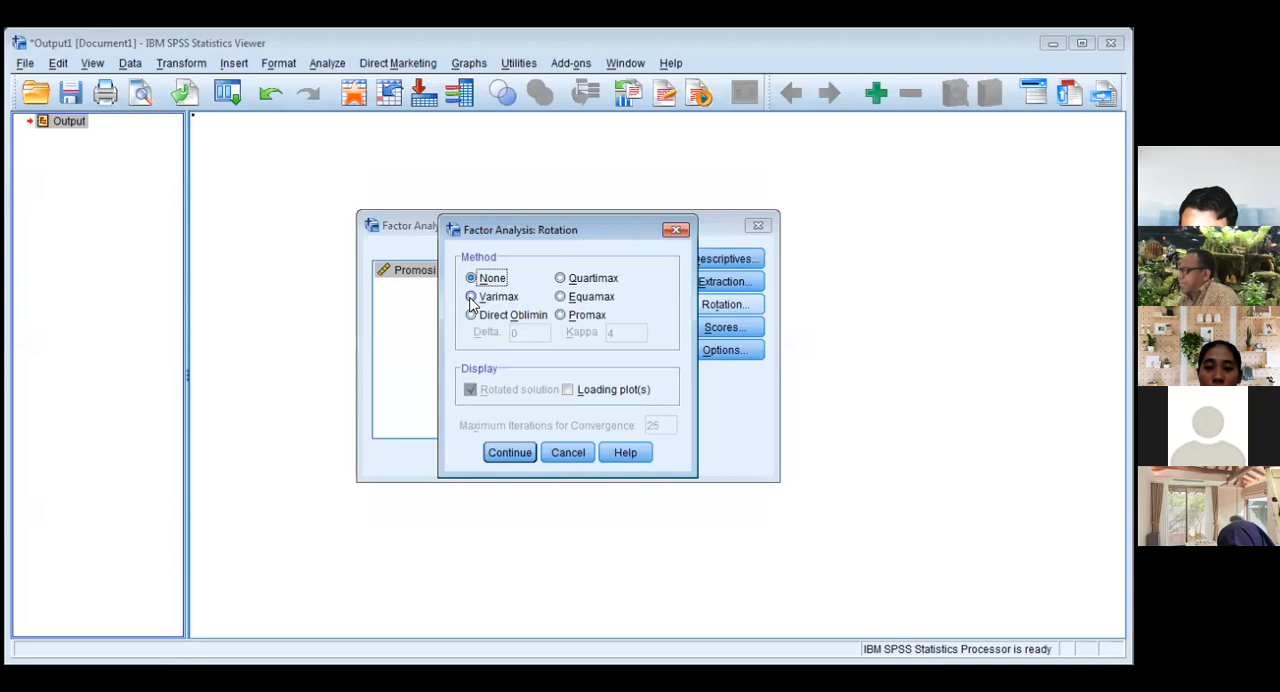 *Output1 [Document1] - IBM SPSS Statistics Viewer
File Edit View Data Transform Insert Format Analyze Direct Marketing Graphs Utilities Add-ons Window Help
Output
Factor Analysis: Rotation
Method
None Quartimax
Varimax Equamax
Direct Oblimin Promax
Delta: 0 Kappa 4
Display
Rotated solution Loading plot(s)
Maximum Iterations for Convergence: 25
Continue Cancel Help
Factor Analy
Promosi
escriptives...
Extraction...
Rotation...
Scores...
Options...
IBM SPSS Statistics Processor is ready